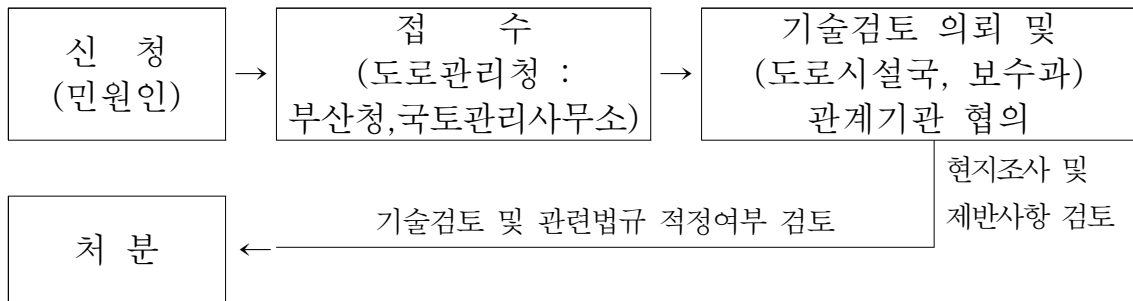 신 청
(민원인)
→
접 수
(도로관리청 :
부산청,국토관리사무소)
→
기술검토 의뢰 및
(도로시설국, 보수과)
관계기관 협의
현지조사 및
제반사항 검토
기술검토 및 관련법규 적정여부 검토
←
처 분